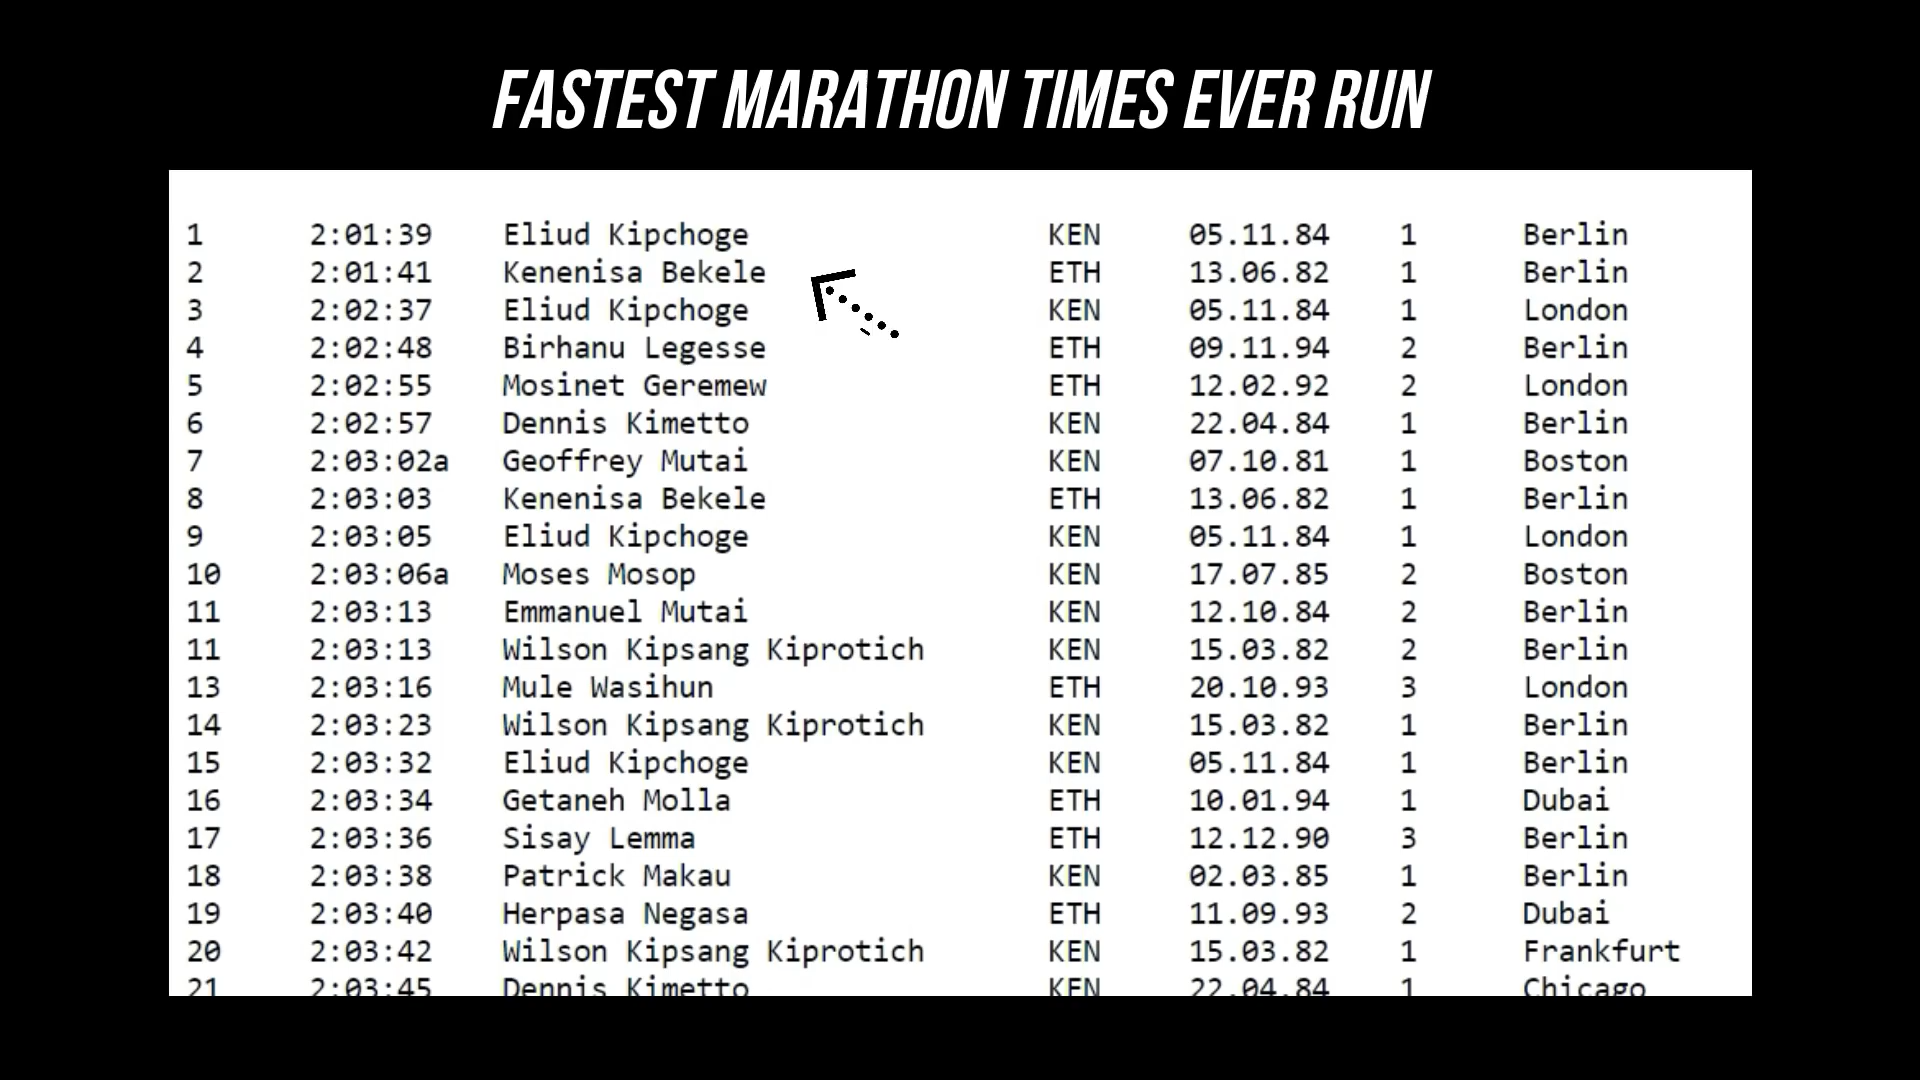 FASTEST MARATHON TIMES EVER RUN
1 2:01:39 Eliud Kipchoge KEN 05.11.84 1 Berlin
2 2:01:41 Kenenisa Bekele ETH 13.06.82 1 Berlin
3 2:02:37 Eliud Kipchoge KEN 05.11.84 1 London
4 2:02:48 Birhanu Legesse ETH 09.11.94 2 Berlin
5 2:02:55 Mosinet Geremew ETH 12.02.92 2 London
6 2:02:57 Dennis Kimetto KEN 22.04.84 1 Berlin
7 2:03:02a Geoffrey Mutai KEN 07.10.81 1 Boston
8 2:03:03 Kenenisa Bekele ETH 13.06.82 1 Berlin
9 2:03:05 Eliud Kipchoge KEN 05.11.84 1 London
10 2:03:06a Moses Mosop KEN 17.07.85 2 Boston
11 2:03:13 Emmanuel Mutai KEN 12.10.84 2 Berlin
11 2:03:13 Wilson Kipsang Kiprotich KEN 15.03.82 2 Berlin
13 2:03:16 Mule Wasihun ETH 20.10.93 3 London
14 2:03:23 Wilson Kipsang Kiprotich KEN 15.03.82 1 Berlin
15 2:03:32 Eliud Kipchoge KEN 05.11.84 1 Berlin
16 2:03:34 Getaneh Molla ETH 10.01.94 1 Dubai
17 2:03:36 Sisay Lemma ETH 12.12.90 3 Berlin
18 2:03:38 Patrick Makau KEN 02.03.85 1 Berlin
19 2:03:40 Herpasa Negasa ETH 11.09.93 2 Dubai
20 2:03:42 Wilson Kipsang Kiprotich KEN 15.03.82 1 Frankfurt
21 2:03:45 Dennis Kimetto KEN 22.04.84 1 Chicago